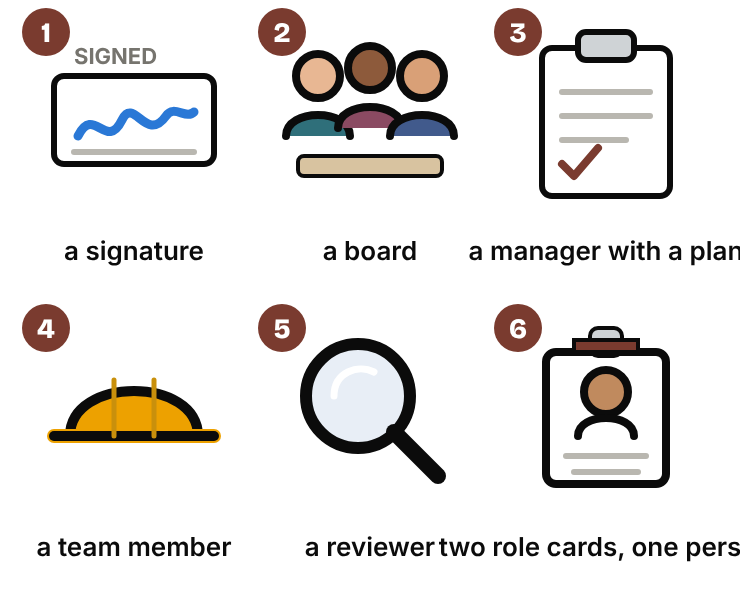 1
SIGNED
a signature
2
a board
3
a manager with a plan
4
a team member
5
a reviewer
6
two role cards, one pers